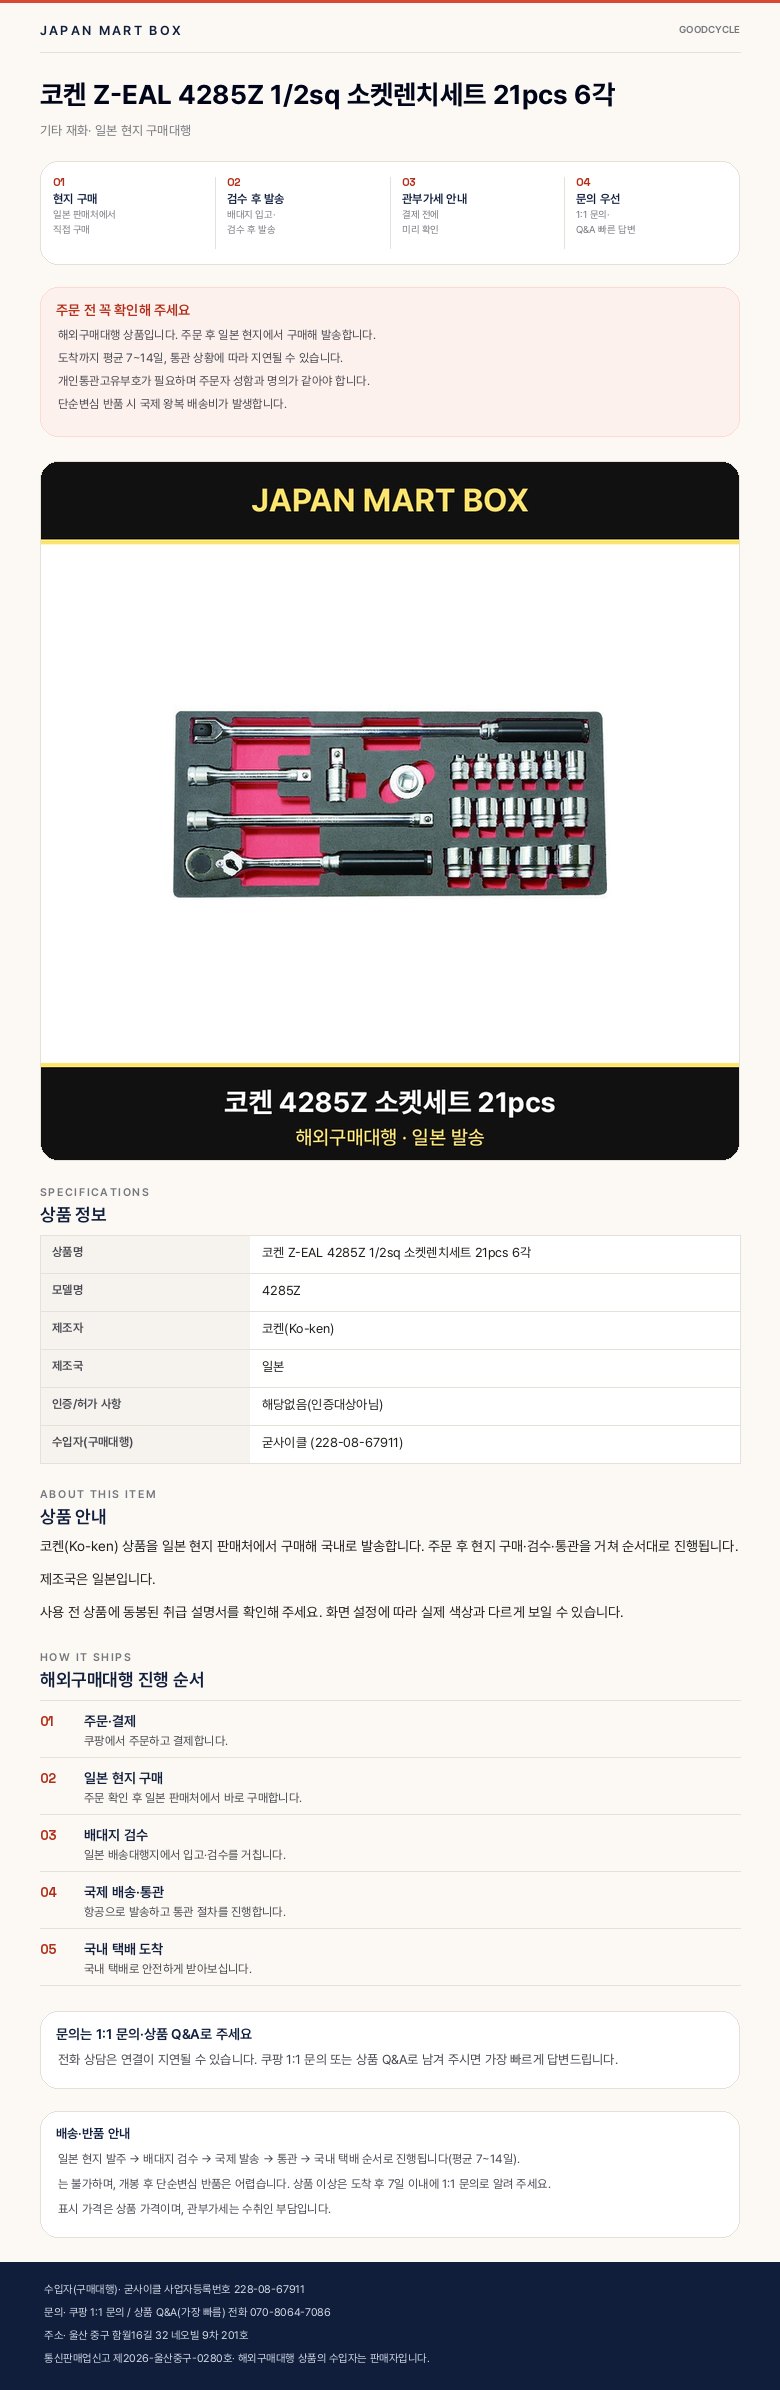 JAPAN MART BOX
GOODCYCLE
코켄 Z-EAL 4285Z 1/2sq 소켓렌치세트 21pcs 6각
기타 재화· 일본 현지 구매대행
01
현지 구매
일본 판매처에서
직접 구매
02
검수 후 발송
배대지 입고·
검수 후 발송
03
관부가세 안내
결제 전에
미리 확인
04
문의 우선
1:1 문의·
Q&A 빠른 답변
주문 전 꼭 확인해 주세요
해외구매대행 상품입니다. 주문 후 일본 현지에서 구매해 발송합니다.
도착까지 평균 7~14일, 통관 상황에 따라 지연될 수 있습니다.
개인통관고유부호가 필요하며 주문자 성함과 명의가 같아야 합니다.
단순변심 반품 시 국제 왕복 배송비가 발생합니다.
JAPAN MART BOX
코켄 4285Z 소켓세트 21pcs
해외구매대행 · 일본 발송
SPECIFICATIONS
상품 정보
상품명 코켄 Z-EAL 4285Z 1/2sq 소켓렌치세트 21pcs 6각
모델명 4285Z
제조자 코켄(Ko-ken)
제조국 일본
인증/허가 사항 해당없음(인증대상아님)
수입자(구매대행) 굳사이클 (228-08-67911)
ABOUT THIS ITEM
상품 안내
코켄(Ko-ken) 상품을 일본 현지 판매처에서 구매해 국내로 발송합니다. 주문 후 현지 구매·검수·통관을 거쳐 순서대로 진행됩니다.
제조국은 일본입니다.
사용 전 상품에 동봉된 취급 설명서를 확인해 주세요. 화면 설정에 따라 실제 색상과 다르게 보일 수 있습니다.
HOW IT SHIPS
해외구매대행 진행 순서
01 주문·결제
쿠팡에서 주문하고 결제합니다.
02 일본 현지 구매
주문 확인 후 일본 판매처에서 바로 구매합니다.
03 배대지 검수
일본 배송대행지에서 입고·검수를 거칩니다.
04 국제 배송·통관
항공으로 발송하고 통관 절차를 진행합니다.
05 국내 택배 도착
국내 택배로 안전하게 받아보십니다.
문의는 1:1 문의·상품 Q&A로 주세요
전화 상담은 연결이 지연될 수 있습니다. 쿠팡 1:1 문의 또는 상품 Q&A로 남겨 주시면 가장 빠르게 답변드립니다.
배송·반품 안내
일본 현지 발주 → 배대지 검수 → 국제 발송 → 통관 → 국내 택배 순서로 진행됩니다(평균 7~14일).
는 불가하며, 개봉 후 단순변심 반품은 어렵습니다. 상품 이상은 도착 후 7일 이내에 1:1 문의로 알려 주세요.
표시 가격은 상품 가격이며, 관부가세는 수취인 부담입니다.
수입자(구매대행)· 굳사이클 사업자등록번호 228-08-67911
문의· 쿠팡 1:1 문의 / 상품 Q&A(가장 빠름) 전화 070-8064-7086
주소· 울산 중구 함월16길 32 네오빌 9차 201호
통신판매업신고 제2026-울산중구-0280호· 해외구매대행 상품의 수입자는 판매자입니다.